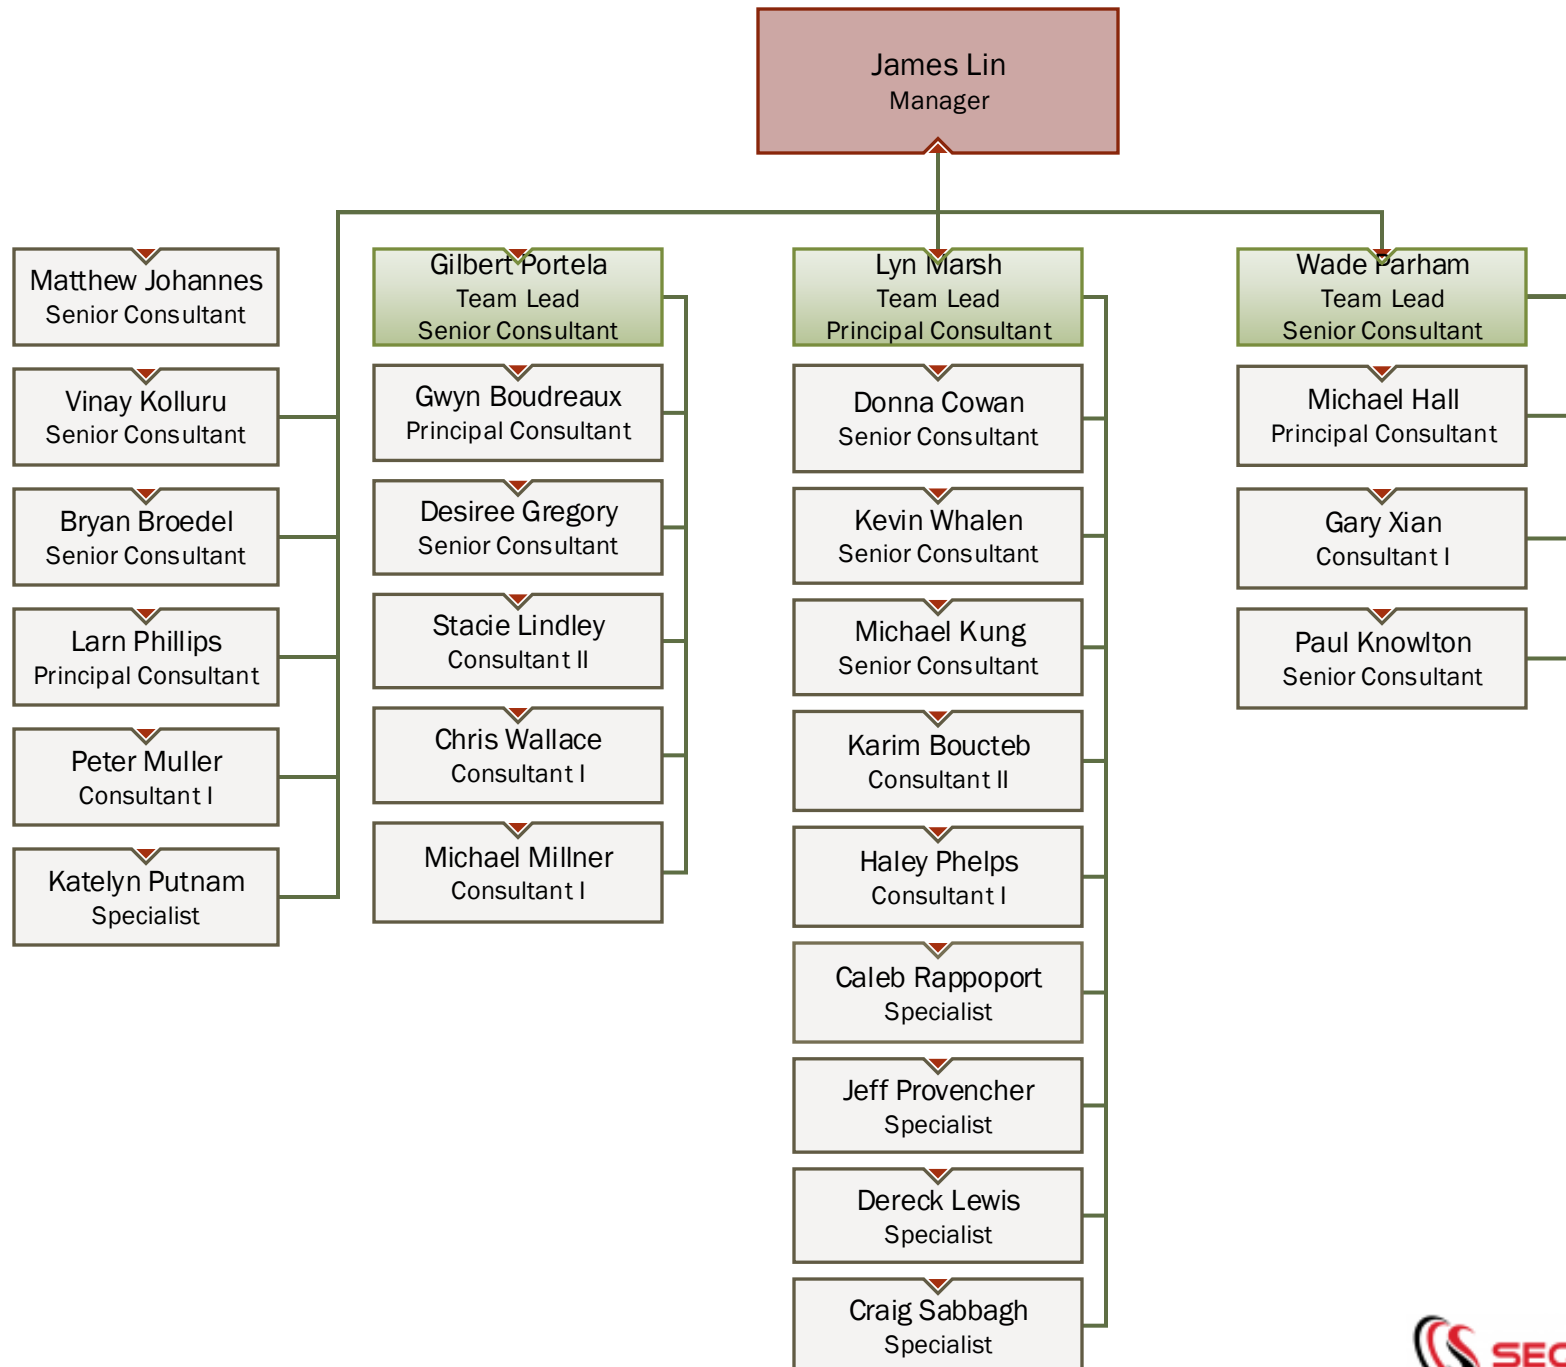 James Lin
Manager
Matthew Johannes
Senior Consultant
Vinay Kolluru
Senior Consultant
Bryan Broedel
Senior Consultant
Larn Phillips
Principal Consultant
Peter Muller
Consultant I
Katelyn Putnam
Specialist
Gilbert Portela
Team Lead
Senior Consultant
Gwyn Boudreaux
Principal Consultant
Desiree Gregory
Senior Consultant
Stacie Lindley
Consultant II
Chris Wallace
Consultant I
Michael Millner
Consultant I
Lyn Marsh
Team Lead
Principal Consultant
Donna Cowan
Senior Consultant
Kevin Whalen
Senior Consultant
Michael Kung
Senior Consultant
Karim Boucteb
Consultant II
Haley Phelps
Consultant I
Caleb Rappoport
Specialist
Jeff Provencher
Specialist
Dereck Lewis
Specialist
Craig Sabbagh
Specialist
Wade Parham
Team Lead
Senior Consultant
Michael Hall
Principal Consultant
Gary Xian
Consultant I
Paul Knowlton
Senior Consultant